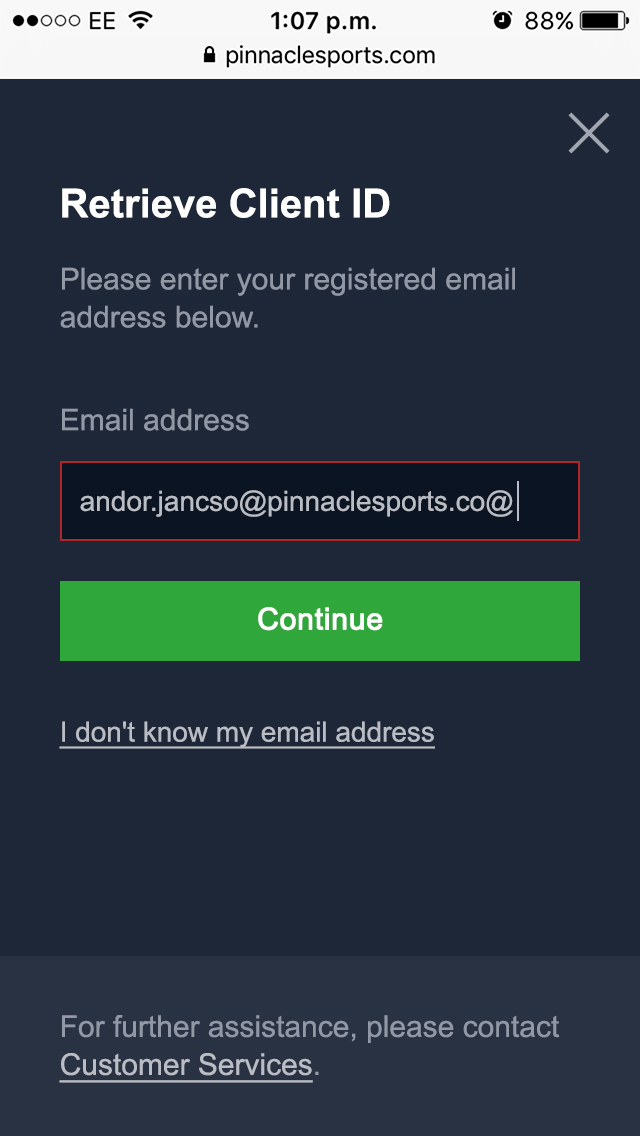 EE 1:07 p.m. 88%
pinnaclesports.com
Retrieve Client ID
Please enter your registered email
address below.
Email address
andor.jancso@pinnaclesports.co@
Continue
I don't know my email address
For further assistance, please contact
Customer Services.